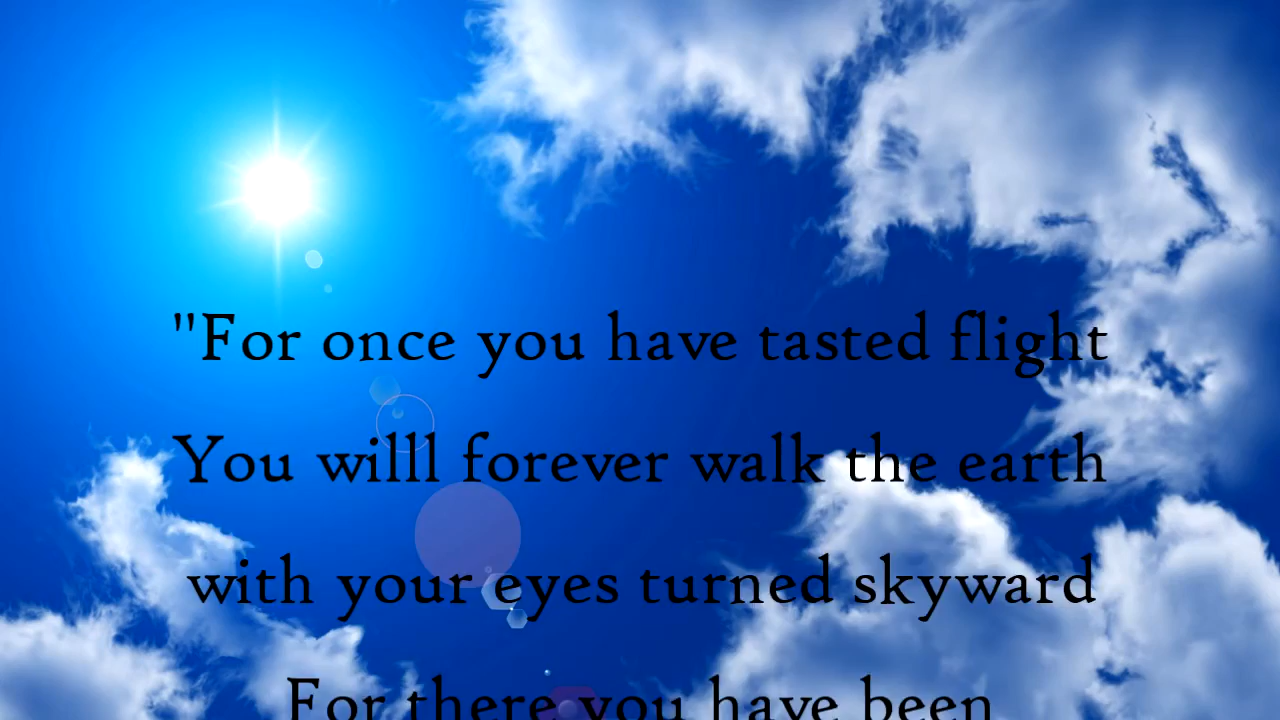 "For once you have tasted flight
You willl forever walk the earth
with your eyes turned skyward
For there you have been